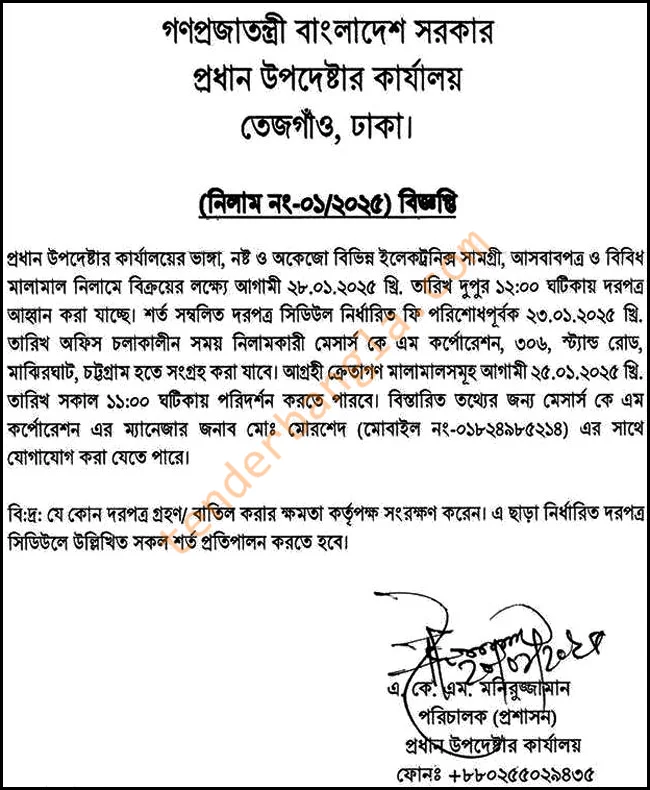 গণপ্রজাতন্ত্রী বাংলাদেশ সরকার
প্রধান উপদেষ্টার কার্যালয়
তেজগাঁও, ঢাকা।
(নিলাম নং-০১/২০২৫) বিজ্ঞপ্তি
প্রধান উপদেষ্টার কার্যালয়ের ভাঙ্গা, নষ্ট ও অকেজো বিভিন্ন ইলেকট্রনিক্স সামগ্রী, আসবাবপত্র ও বিবিধ
মালামাল নিলামে বিক্রয়ের লক্ষ্যে আগামী ২৮.০১.২০২৫ খ্রি. তারিখ দুপুর ১২:০০ ঘটিকায় দরপত্র
আহ্বান করা যাচ্ছে। শর্ত সম্বলিত দরপত্র সিডিউল নির্ধারিত ফি পরিশোধপূর্বক ২৩.০১.২০২৫ খ্রি.
তারিখ অফিস চলাকালীন সময় নিলামকারী মেসার্স কে এম কর্পোরেশন, ৩০৬, স্ট্যান্ড রোড,
মাঝিরঘাট, চট্টগ্রাম হতে সংগ্রহ করা যাবে। আগ্রহী ক্রেতাগণ মালামালসমূহ আগামী ২৫.০১.২০২৫ খ্রি.
তারিখ সকাল ১১:০০ ঘটিকায় পরিদর্শন করতে পারবে। বিস্তারিত তথ্যের জন্য মেসার্স কে এম
কর্পোরেশন এর ম্যানেজার জনাব মোঃ মোরশেদ (মোবাইল নং-০১৮২৪৯৮৫২১৪) এর সাথে
যোগাযোগ করা যেতে পারে।
বি:দ্র: যে কোন দরপত্র গ্রহণ/ বাতিল করার ক্ষমতা কর্তৃপক্ষ সংরক্ষণ করেন। এ ছাড়া নির্ধারিত দরপত্র
সিডিউলে উল্লিখিত সকল শর্ত প্রতিপালন করতে হবে।
tenderbangla.com
এ. কে. এম. মনিরুজ্জামান
পরিচালক (প্রশাসন)
প্রধান উপদেষ্টার কার্যালয়
ফোনঃ +৮৮০২৫৫০২৯৪৩৫